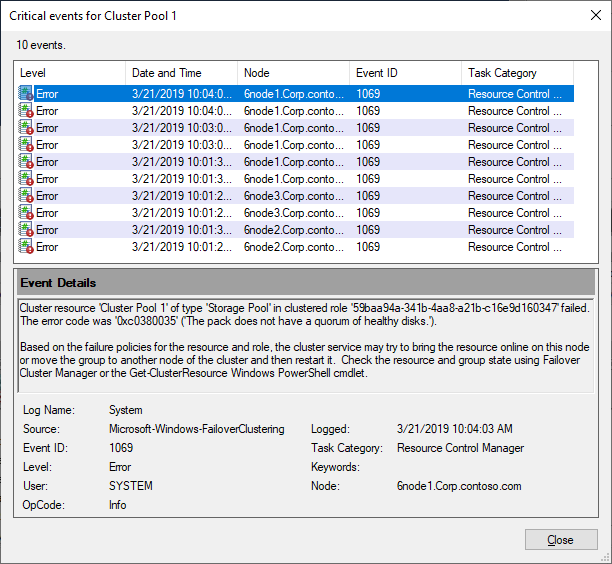 Critical events for Cluster Pool 1
10 events.
Level Date and Time Node Event ID Task Category
Error 3/21/2019 10:04:0... 6node1.Corp.conto... 1069 Resource Control ...
Error 3/21/2019 10:04:0... 6node1.Corp.conto... 1069 Resource Control ...
Error 3/21/2019 10:03:0... 6node1.Corp.conto... 1069 Resource Control ...
Error 3/21/2019 10:03:0... 6node1.Corp.conto... 1069 Resource Control ...
Error 3/21/2019 10:01:3... 6node1.Corp.conto... 1069 Resource Control ...
Error 3/21/2019 10:01:2... 6node1.Corp.conto... 1069 Resource Control ...
Error 3/21/2019 10:01:2... 6node3.Corp.conto... 1069 Resource Control ...
Error 3/21/2019 10:01:2... 6node3.Corp.conto... 1069 Resource Control ...
Error 3/21/2019 10:01:3... 6node2.Corp.conto... 1069 Resource Control ...
Error 3/21/2019 10:01:2... 6node2.Corp.conto... 1069 Resource Control ...
Event Details
Cluster resource 'Cluster Pool 1' of type 'Storage Pool' in clustered role '59baa94a-341b-4aa8-a21b-c16e9d160347' failed.
The error code was '0xc0380035' ('The pack does not have a quorum of healthy disks.').
Based on the failure policies for the resource and role, the cluster service may try to bring the resource online on this node
or move the group to another node of the cluster and then restart it. Check the resource and group state using Failover
Cluster Manager or the Get-ClusterResource Windows PowerShell cmdlet.
Log Name: System
Source: Microsoft-Windows-FailoverClustering Logged: 3/21/2019 10:04:03 AM
Event ID: 1069 Task Category: Resource Control Manager
Level: Error Keywords:
User: SYSTEM Node: 6node1.Corp.contoso.com
OpCode: Info
Close